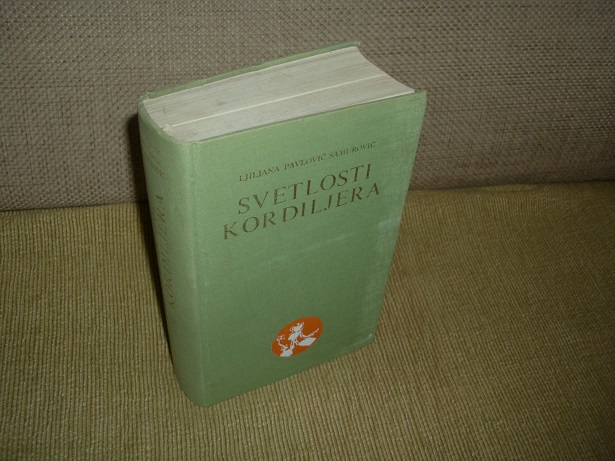 LJILJANA PAVLOVIĆ SAMUROVIĆ
SVETLOSTI
KORDILJERA